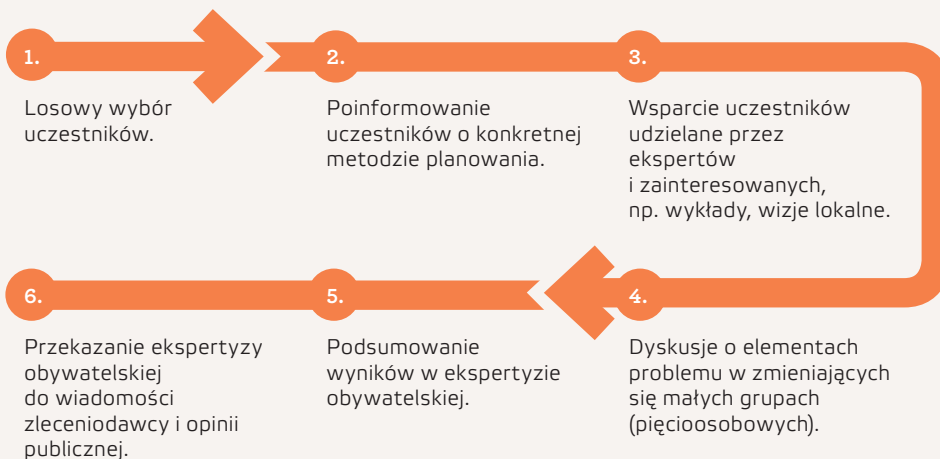 1.
Losowy wybór
uczestników.
2.
Poinformowanie
uczestników o konkretnej
metodzie planowania.
3.
Wsparcie uczestników
udzielane przez
ekspertów
i zainteresowanych,
np. wykłady, wizje lokalne.
4.
Dyskusje o elementach
problemu w zmieniających
się małych grupach
(pięcioosobowych).
5.
Podsumowanie
wyników w ekspertyzie
obywatelskiej.
6.
Przekazanie ekspertyzy
obywatelskiej
do wiadomości
zleceniodawcy i opinii
publicznej.